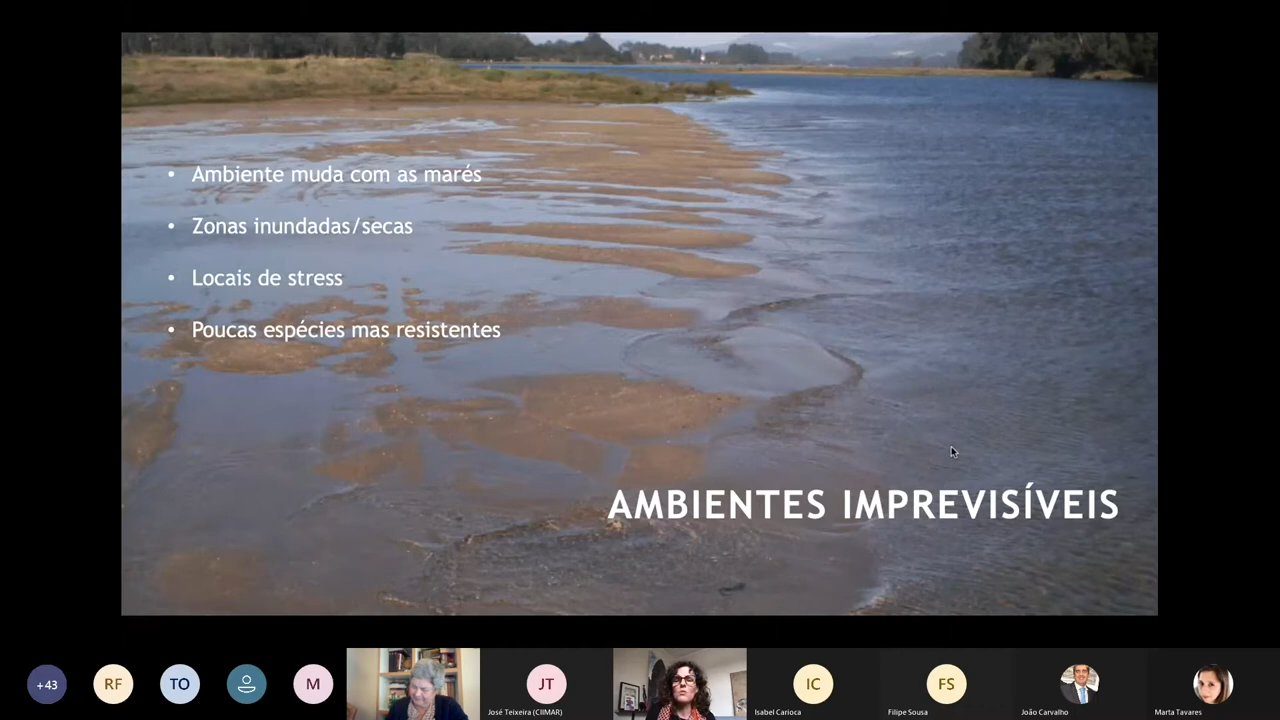 • Ambiente muda com as marés
• Zonas inundadas/secas
• Locais de stress
• Poucas espécies mas resistentes
AMBIENTES IMPREVISÍVEIS
+43
RF
TO
M
JT
José Teixeira (CIIMAR)
IC
Isabel Carioca
FS
Filipe Sousa
João Carvalho
Marta Tavares